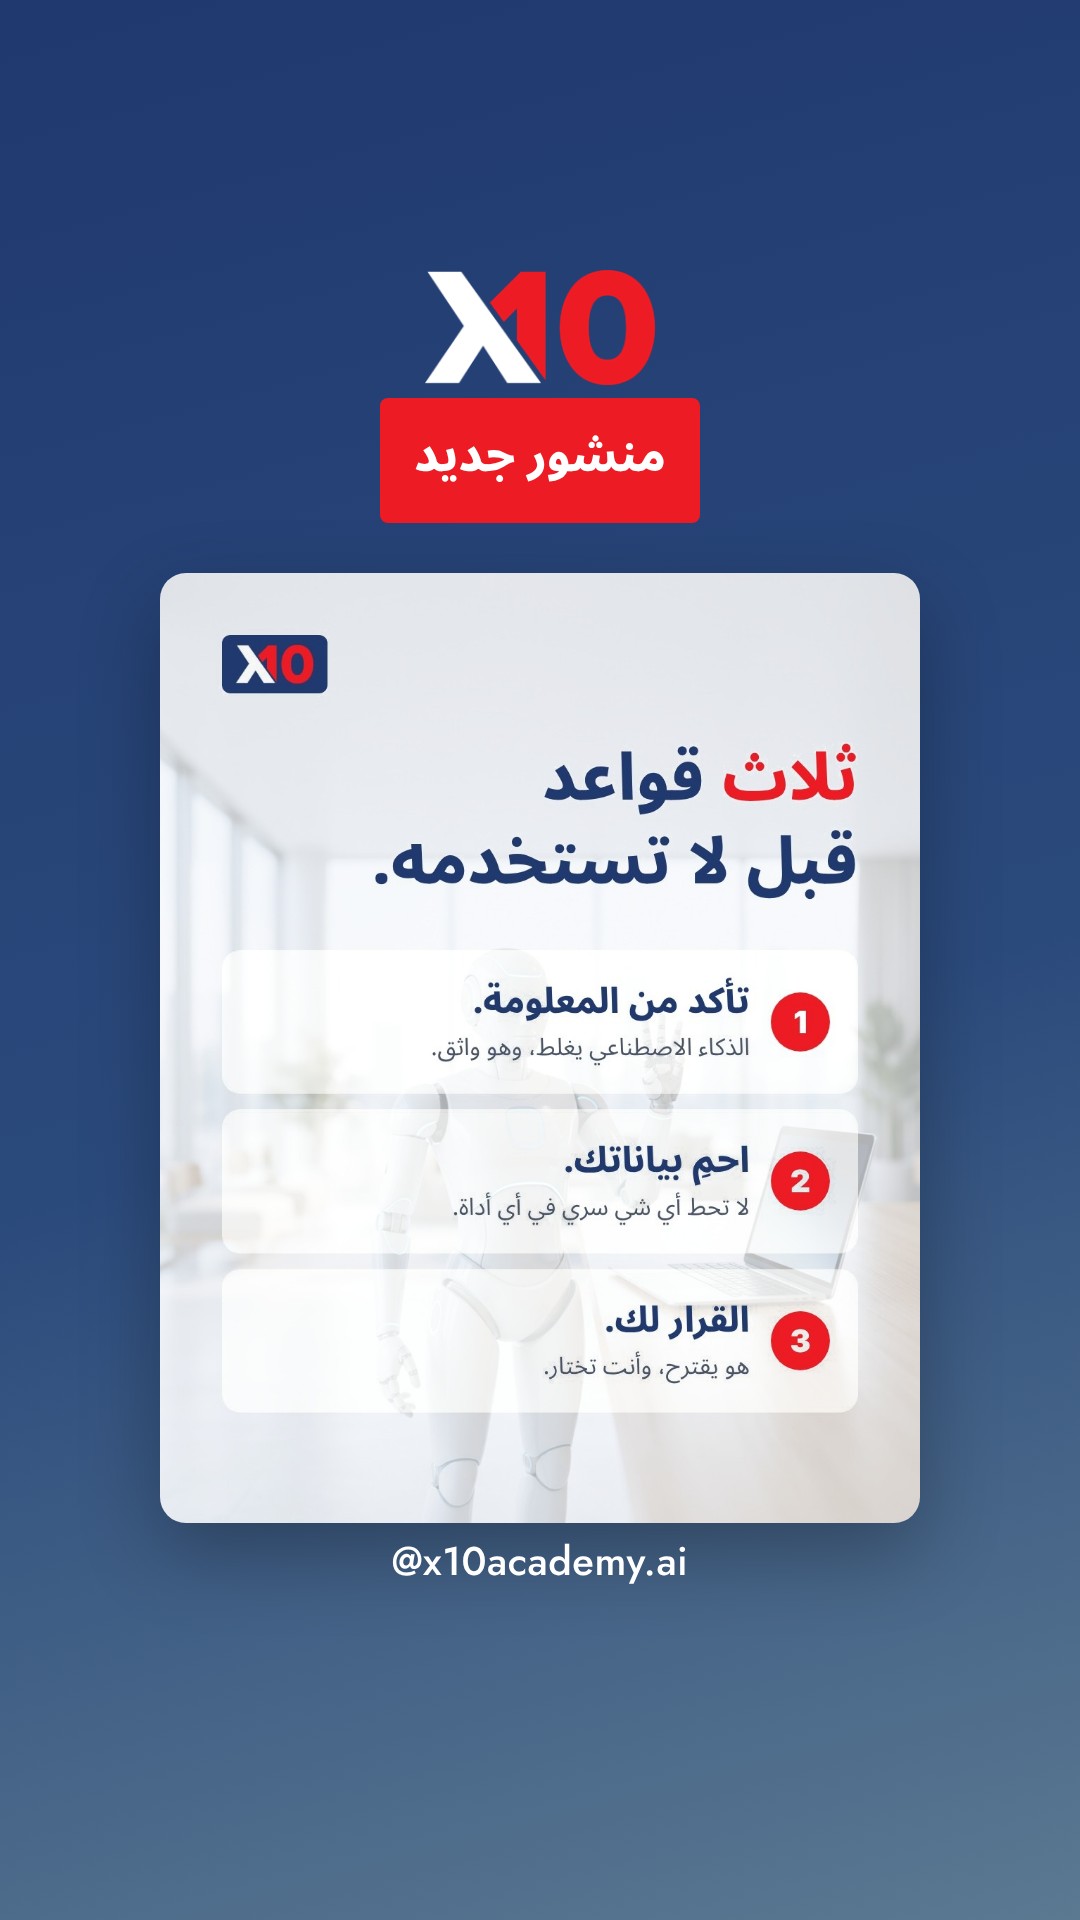 X10
منشور جديد
X10
ثلاث قواعد
قبل لا تستخدمه.
1
تأكد من المعلومة.
الذكاء الاصطناعي يغلط، وهو واثق.
2
احمِ بياناتك.
لا تحط أي شي سري في أي أداة.
3
القرار لك.
هو يقترح، وأنت تختار.
@x10academy.ai